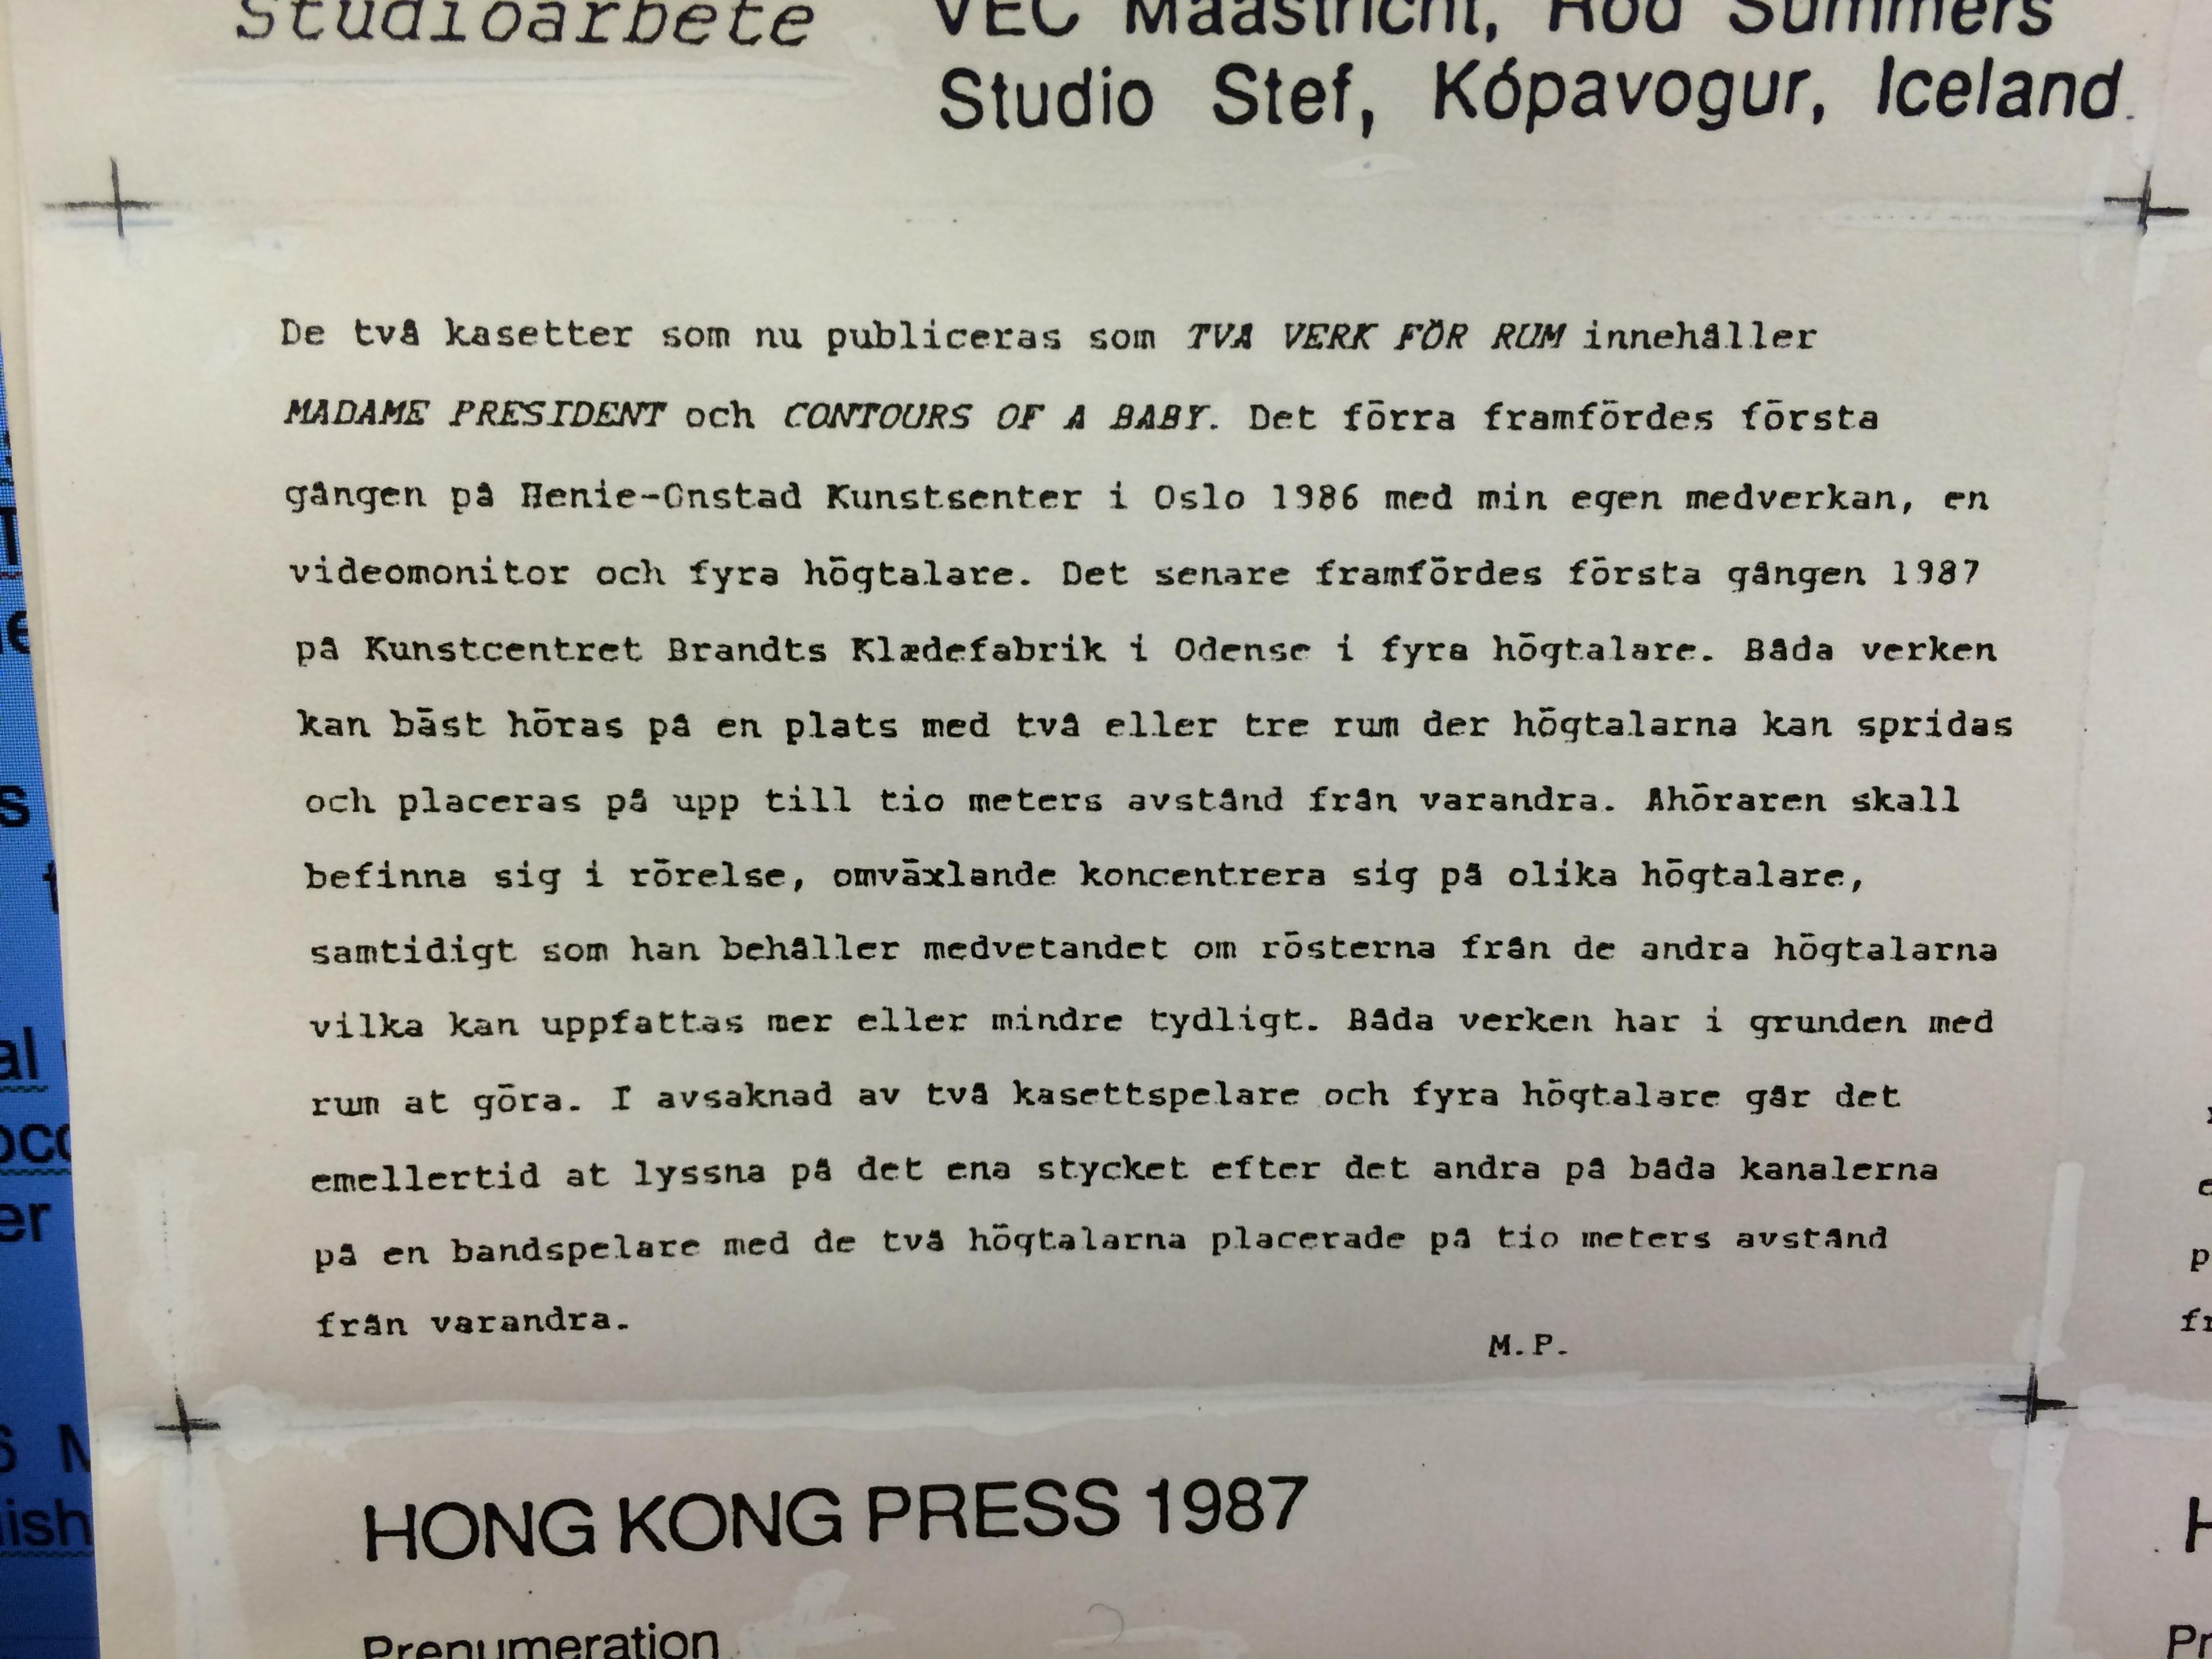 Studioarbete
VEC Maastricht, Rod Summers
Studio Stef, Kópavogur, Iceland.
De två kasetter som nu publiceras som TVÅ VERK FÖR RUM innehåller
MADAME PRESIDENT och CONTOURS OF A BABY. Det förra framfördes första
gången på Henie-Onstad Kunstsenter i Oslo 1986 med min egen medverkan, en
videomonitor och fyra högtalare. Det senare framfördes första gången 1987
på Kunstcentret Brandts Klædefabrik i Odense i fyra högtalare. Båda verken
kan bäst höras på en plats med två eller tre rum der högtalarna kan spridas
och placeras på upp till tio meters avstånd från varandra. Åhöraren skall
befinna sig i rörelse, omväxlande koncentrera sig på olika högtalare,
samtidigt som han behåller medvetandet om rösterna från de andra högtalarna
vilka kan uppfattas mer eller mindre tydligt. Båda verken har i grunden med
rum at göra. I avsaknad av två kasettspelare och fyra högtalare går det
emellertid at lyssna på det ena stycket efter det andra på båda kanalerna
på en bandspelare med de två högtalarna placerade på tio meters avstånd
från varandra.
M.P.
HONG KONG PRESS 1987
Prenumeration